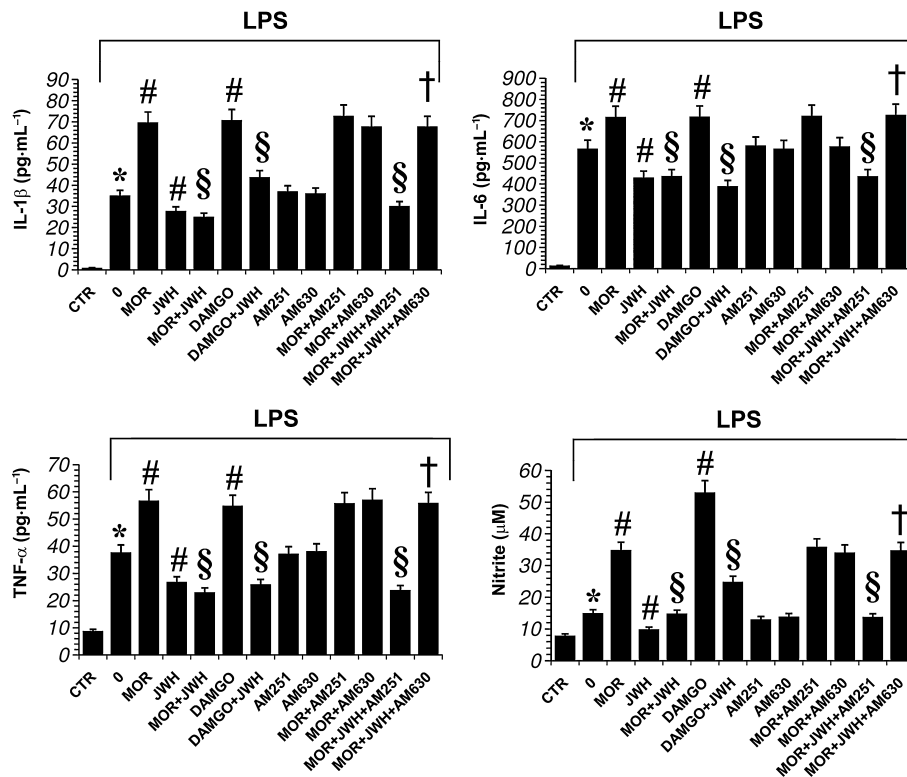 LPS
IL-1β (pg·mL⁻¹)
90
80
70
60
50
40
30
20
10
0
* # # § # § § †
CTR 0 MOR JWH MOR+JWH DAMGO DAMGO+JWH AM251 AM630 MOR+AM251 MOR+AM630 MOR+JWH+AM251 MOR+JWH+AM630
LPS
IL-6 (pg·mL⁻¹)
900
800
700
600
500
400
300
200
100
0
* # # § # § § †
CTR 0 MOR JWH MOR+JWH DAMGO DAMGO+JWH AM251 AM630 MOR+AM251 MOR+AM630 MOR+JWH+AM251 MOR+JWH+AM630
LPS
TNF-α (pg·mL⁻¹)
70
60
50
40
30
20
10
0
* # # § # § § †
CTR 0 MOR JWH MOR+JWH DAMGO DAMGO+JWH AM251 AM630 MOR+AM251 MOR+AM630 MOR+JWH+AM251 MOR+JWH+AM630
LPS
Nitrite (μM)
60
50
40
30
20
10
0
* # # § # § § †
CTR 0 MOR JWH MOR+JWH DAMGO DAMGO+JWH AM251 AM630 MOR+AM251 MOR+AM630 MOR+JWH+AM251 MOR+JWH+AM630